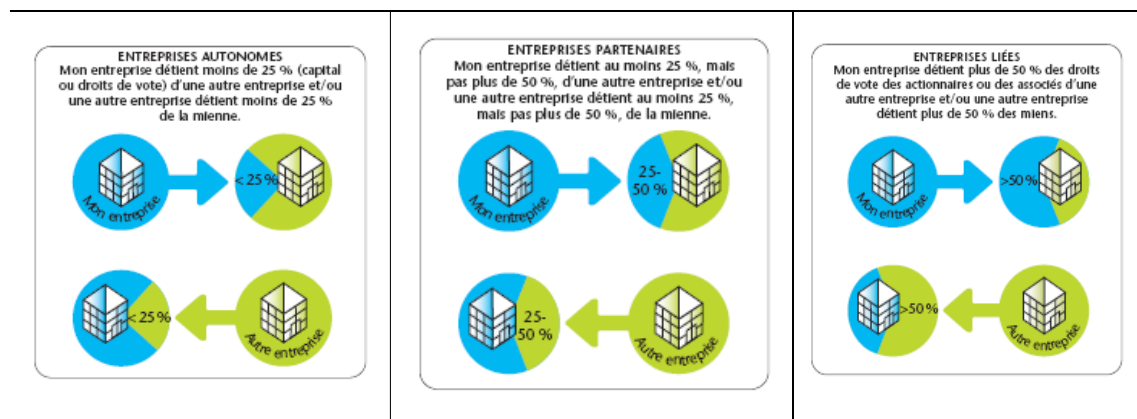 ENTREPRISES AUTONOMES
Mon entreprise détient moins de 25 % (capital
ou droits de vote) d'une autre entreprise et/ou
une autre entreprise détient moins de 25 %
de la mienne.
< 25 %
Mon entreprise
< 25 %
Autre entreprise
ENTREPRISES PARTENAIRES
Mon entreprise détient au moins 25 %, mais
pas plus de 50 %, d'une autre entreprise et/ou
une autre entreprise détient au moins 25 %,
mais pas plus de 50 %, de la mienne.
25-
50 %
Mon entreprise
25-
50 %
Autre entreprise
ENTREPRISES LIÉES
Mon entreprise détient plus de 50 % des droits
de vote des actionnaires ou des associés d'une
autre entreprise et/ou une autre entreprise
détient plus de 50 % des miens.
>50 %
Mon entreprise
>50 %
Autre entreprise